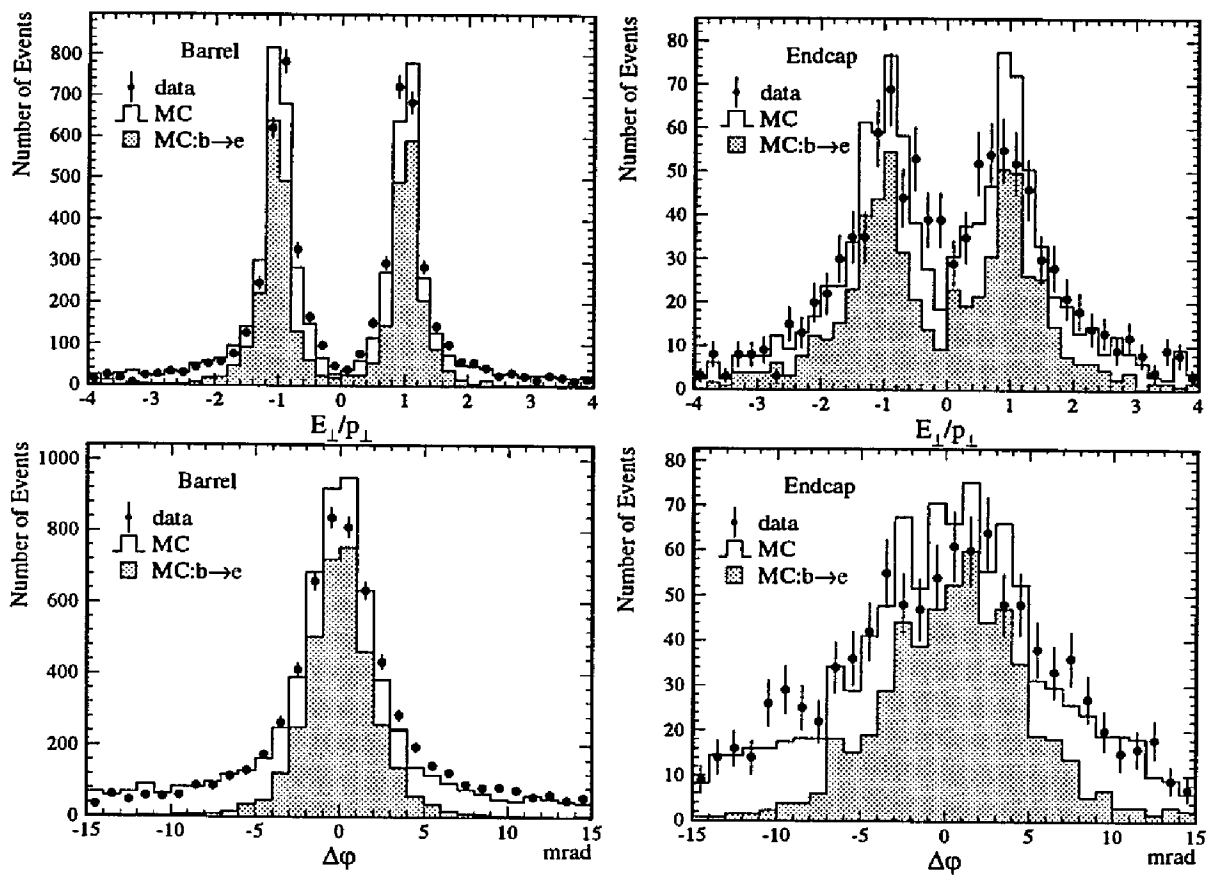 Number of Events
800
700
600
500
400
300
200
100
0
Barrel
data
MC
MC:b→e
-4
-3
-2
-1
0
1
2
3
4
E⊥/p⊥
Number of Events
80
70
60
50
40
30
20
10
0
Endcap
data
MC
MC:b→e
-4
-3
-2
-1
0
1
2
3
4
E⊥/p⊥
Number of Events
1000
800
600
400
200
0
Barrel
data
MC
MC:b→e
-15
-10
-5
0
5
10
15
Δφ
mrad
Number of Events
80
70
60
50
40
30
20
10
0
Endcap
data
MC
MC:b→e
-15
-10
-5
0
5
10
15
Δφ
mrad